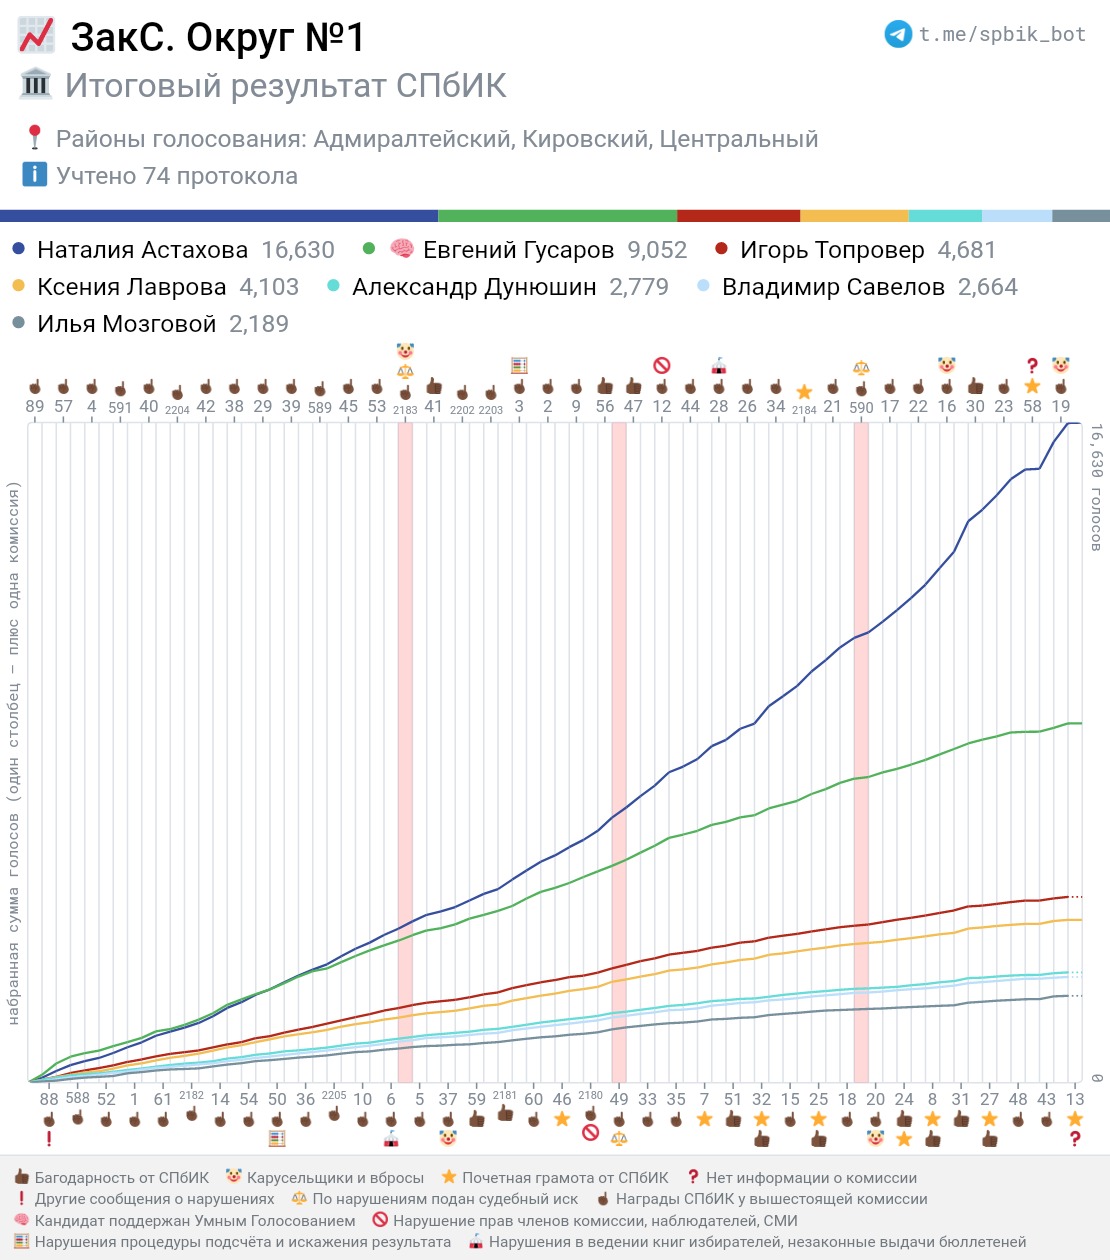 ЗакС. Округ №1
t.me/spbik_bot
Итоговый результат СПбИК
Районы голосования: Адмиралтейский, Кировский, Центральный
Учтено 74 протокола
Наталия Астахова 16,630 Евгений Гусаров 9,052 Игорь Топровер 4,681
Ксения Лаврова 4,103 Александр Дунюшин 2,779 Владимир Савелов 2,664
Илья Мозговой 2,189
89 57 4 591 40 2204 42 38 29 39 589 45 53 2183 41 2202 2203 3 2 9 56 47 12 44 28 26 34 2184 21 590 17 22 16 30 23 58 19
16,630 голосов
набранная сумма голосов (один столбец – плюс одна комиссия)
0
88 588 52 1 61 2182 14 54 50 36 2205 10 6 5 37 59 2181 60 46 2180 49 33 35 7 51 32 15 25 18 20 24 8 31 27 48 43 13
Багодарность от СПбИК Карусельщики и вбросы Почетная грамота от СПбИК Нет информации о комиссии
Другие сообщения о нарушениях По нарушениям подан судебный иск Награды СПбИК у вышестоящей комиссии
Кандидат поддержан Умным Голосованием Нарушение прав членов комиссии, наблюдателей, СМИ
Нарушения процедуры подсчёта и искажения результата Нарушения в ведении книг избирателей, незаконные выдачи бюллетеней